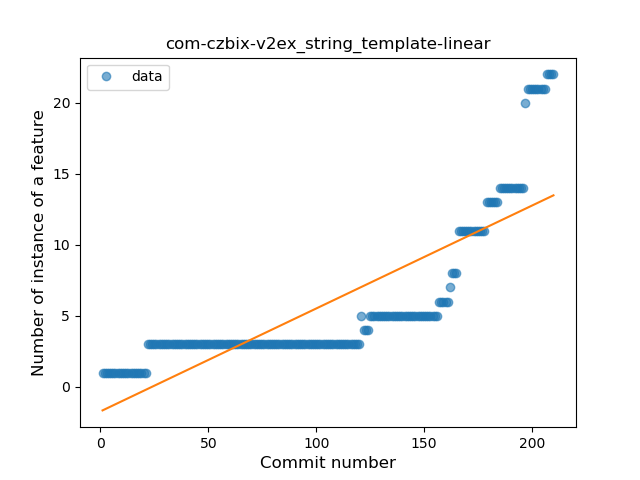 com-czbix-v2ex_string_template-linear
data
Number of instance of a feature
20
15
10
5
0
0 50 100 150 200
Commit number